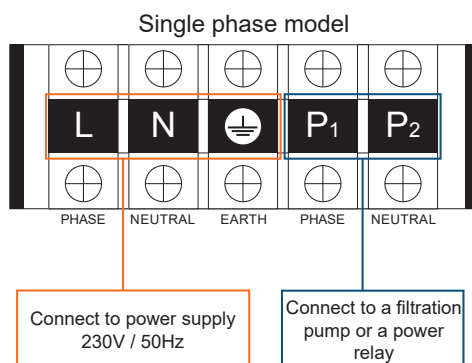 Single phase model
L N P1 P2
PHASE NEUTRAL EARTH PHASE NEUTRAL
Connect to power supply
230V / 50Hz
Connect to a filtration
pump or a power
relay